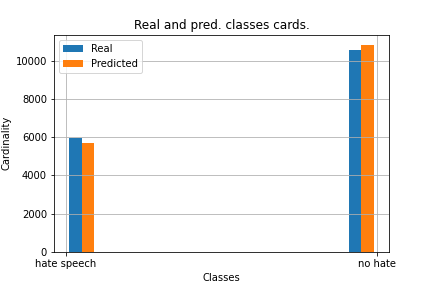 Real and pred. classes cards.
Real
Predicted
10000
8000
6000
4000
2000
0
Cardinality
hate speech
no hate
Classes